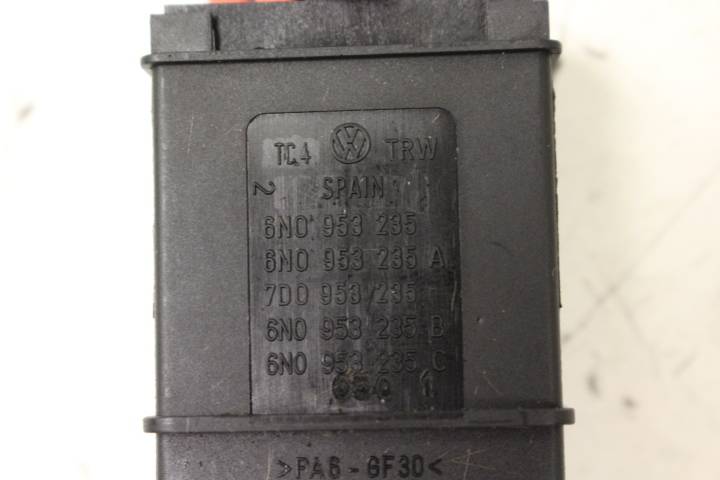 TC4 VW TRW
2 SPAIN
6N0 953 235
6N0 953 235 A
7D0 953 235
6N0 953 235 B
6N0 953 235 C
>PA6-GF30<